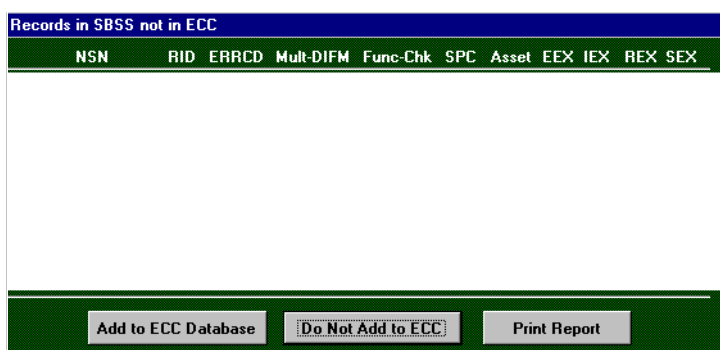 Records in SBSS not in ECC
NSN RID ERRCD Mult-DIFM Func-Chk SPC Asset EEX IEX REX SEX
Add to ECC Database Do Not Add to ECC Print Report